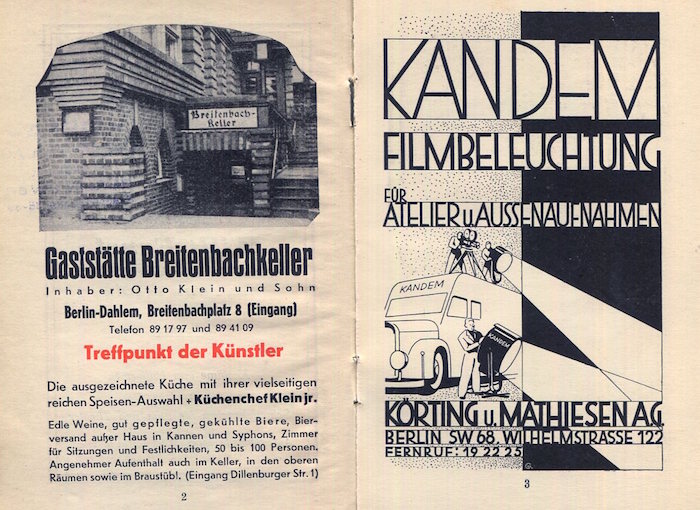 Breitenbach-
Keller
Gaststätte Breitenbachkeller
Inhaber: Otto Klein und Sohn
Berlin-Dahlem, Breitenbachplatz 8 (Eingang)
Telefon 89 17 97 und 89 41 09
Treffpunkt der Künstler
Die ausgezeichnete Küche mit ihrer vielseitigen
reichen Speisen-Auswahl + Küchenchef Klein jr.
Edle Weine, gut gepflegte, gekühlte Biere, Bier-
versand außer Haus in Kannen und Syphons, Zimmer
für Sitzungen und Festlichkeiten, 50 bis 100 Personen.
Angenehmer Aufenthalt auch im Keller, in den oberen
Räumen sowie im Braustübl. (Eingang Dillenburger Str. 1)
2
KANDEM
FILMBELEUCHTUNG
FÜR
ATELIER u. AUSSENAUFNAHMEN
KANDEM
KANDEM
KÖRTING u. MATHIESEN AG.
BERLIN SW 68. WILHELMSTRASSE 122
FERNRUF: 19 22 25
G.
3